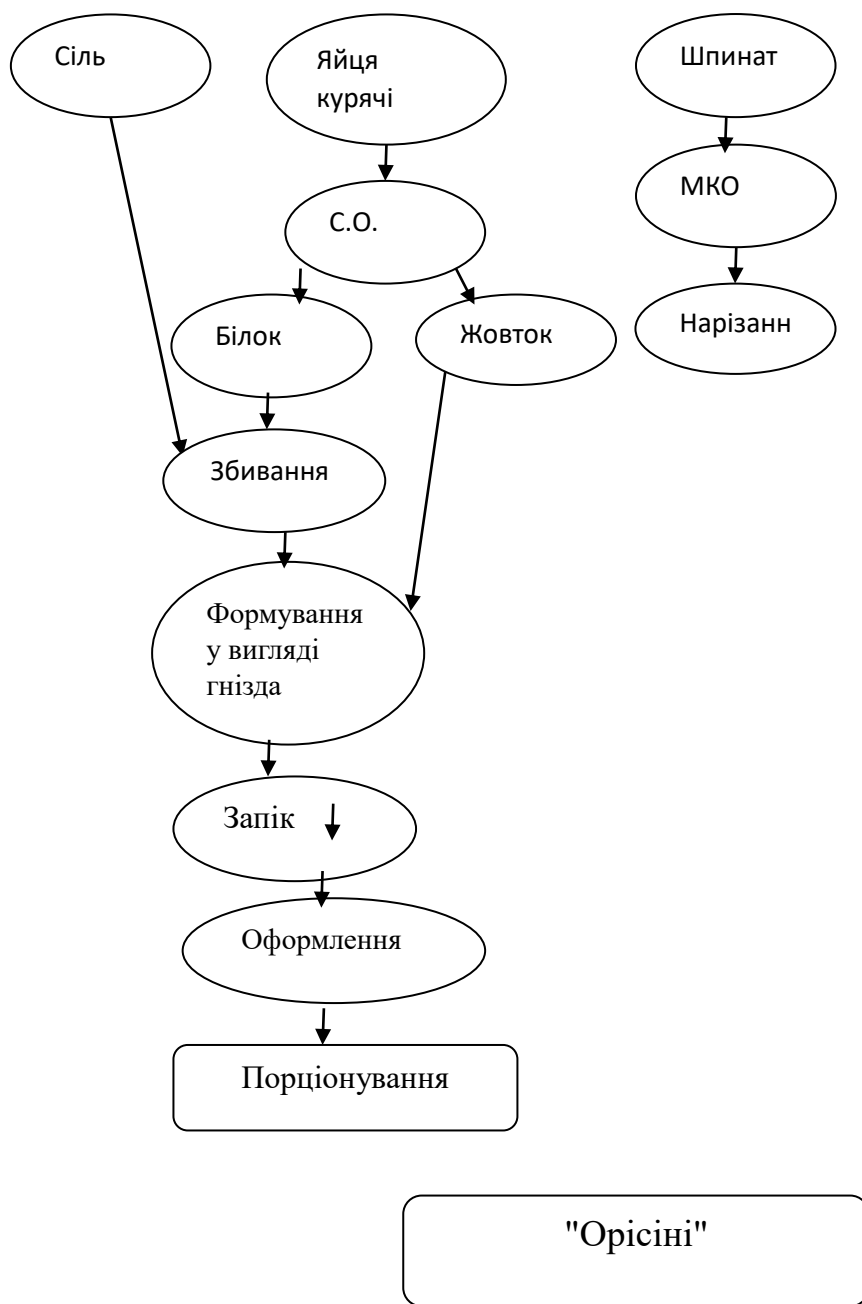 Сіль
Яйця
курячі
Шпинат
С.О.
МКО
Білок
Жовток
Нарізанн
Збивання
Формування
у вигляді
гнізда
Запік
Оформлення
Порціонування
"Орісіні"